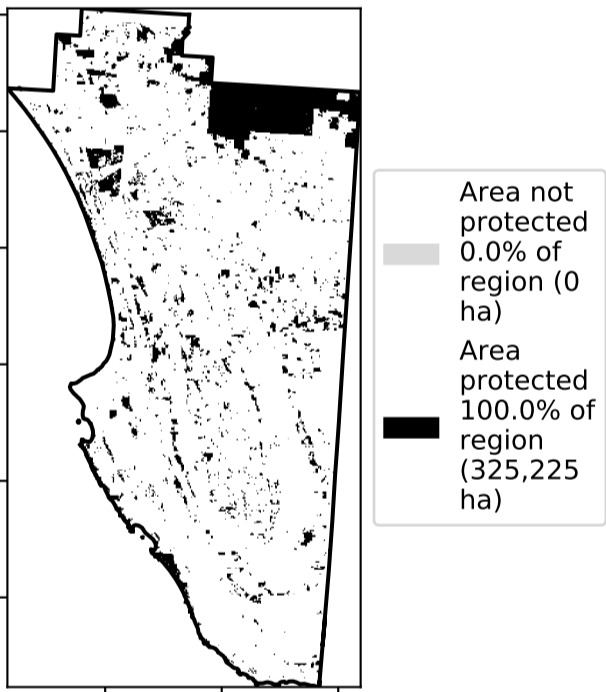 Area not
protected
0.0% of
region (0
ha)
Area
protected
100.0% of
region
(325,225
ha)